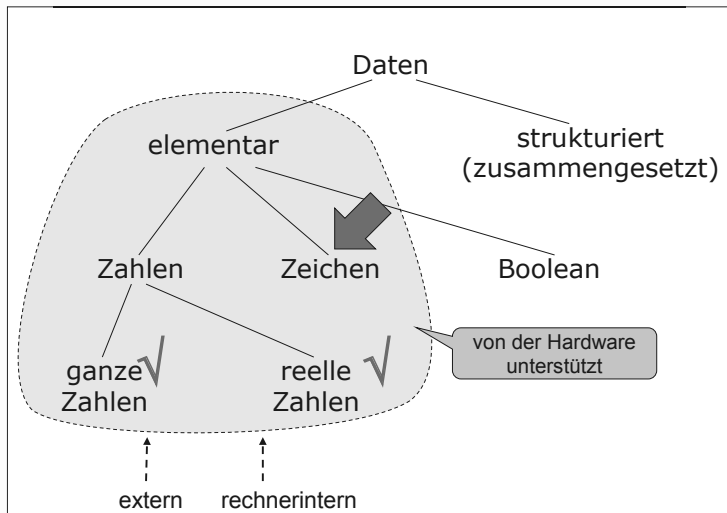 Daten
elementar
strukturiert
(zusammengesetzt)
Zahlen
Zeichen
Boolean
von der Hardware
unterstützt
ganze
Zahlen
reelle
Zahlen
extern
rechnerintern